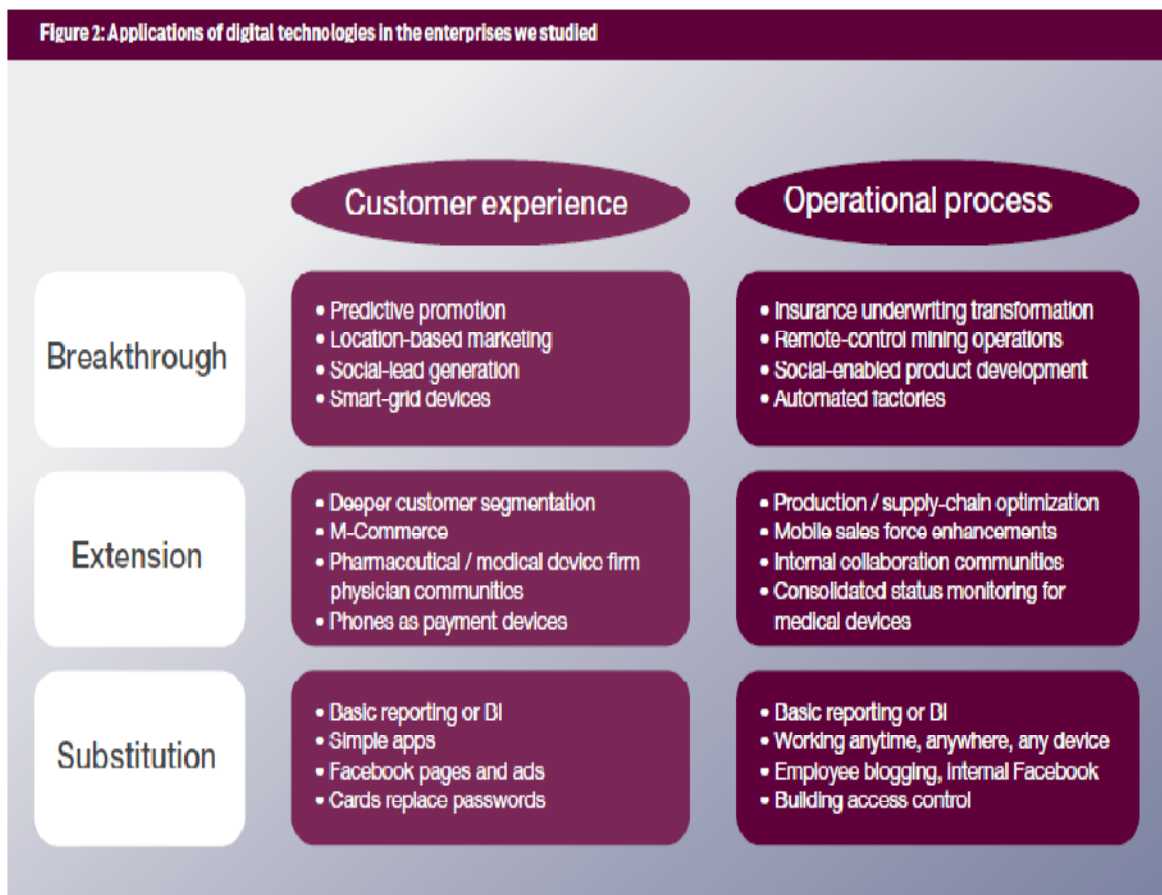 Figure 2: Applications of digital technologies in the enterprises we studied
Customer experience
Operational process
Breakthrough
• Predictive promotion
• Location-based marketing
• Social-lead generation
• Smart-grid devices
• Insurance underwriting transformation
• Remote-control mining operations
• Social-enabled product development
• Automated factories
Extension
• Deeper customer segmentation
• M-Commerce
• Pharmaceutical / medical device firm
physician communities
• Phones as payment devices
• Production / supply-chain optimization
• Mobile sales force enhancements
• Internal collaboration communities
• Consolidated status monitoring for
medical devices
Substitution
• Basic reporting or BI
• Simple apps
• Facebook pages and ads
• Cards replace passwords
• Basic reporting or BI
• Working anytime, anywhere, any device
• Employee blogging, internal Facebook
• Building access control